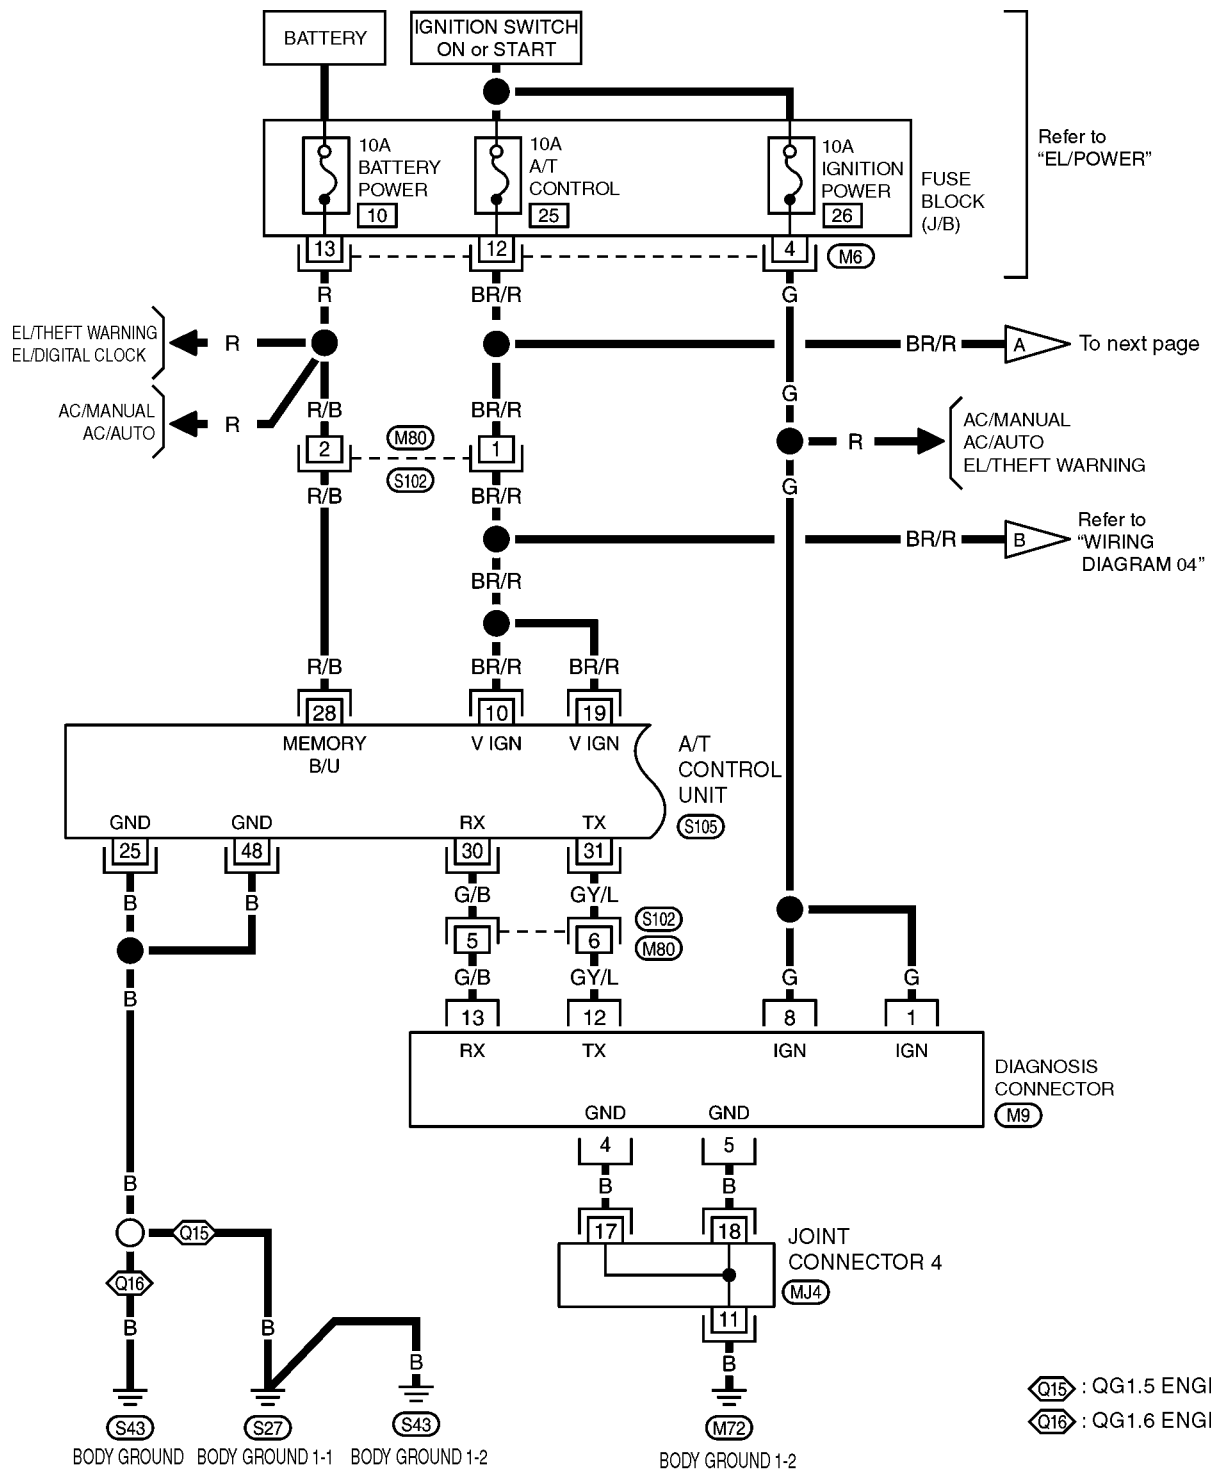 BATTERY
IGNITION SWITCH
ON or START
10A
BATTERY
POWER
10
10A
A/T
CONTROL
25
10A
IGNITION
POWER
26
FUSE
BLOCK
(J/B)
Refer to
“EL/POWER”
13
12
4
M6
R
BR/R
G
EL/THEFT WARNING
EL/DIGITAL CLOCK
R
BR/R
A
To next page
AC/MANUAL
AC/AUTO
R
R/B
BR/R
G
R
AC/MANUAL
AC/AUTO
EL/THEFT WARNING
2
M80
S102
1
R/B
BR/R
G
BR/R
B
Refer to
“WIRING
DIAGRAM 04”
BR/R
R/B
BR/R
BR/R
28
10
19
MEMORY
B/U
V IGN
V IGN
A/T
CONTROL
UNIT
S105
GND
GND
RX
TX
25
48
30
31
B
B
G/B
GY/L
5
6
S102
M80
B
G/B
GY/L
G
G
13
12
8
1
RX
TX
IGN
IGN
DIAGNOSIS
CONNECTOR
M9
GND
GND
4
5
B
B
B
17
18
JOINT
CONNECTOR 4
MJ4
11
Q15
Q16
B
B
B
B
S43
S27
S43
M72
BODY GROUND
BODY GROUND 1-1
BODY GROUND 1-2
BODY GROUND 1-2
Q15 : QG1.5 ENGI
Q16 : QG1.6 ENGI